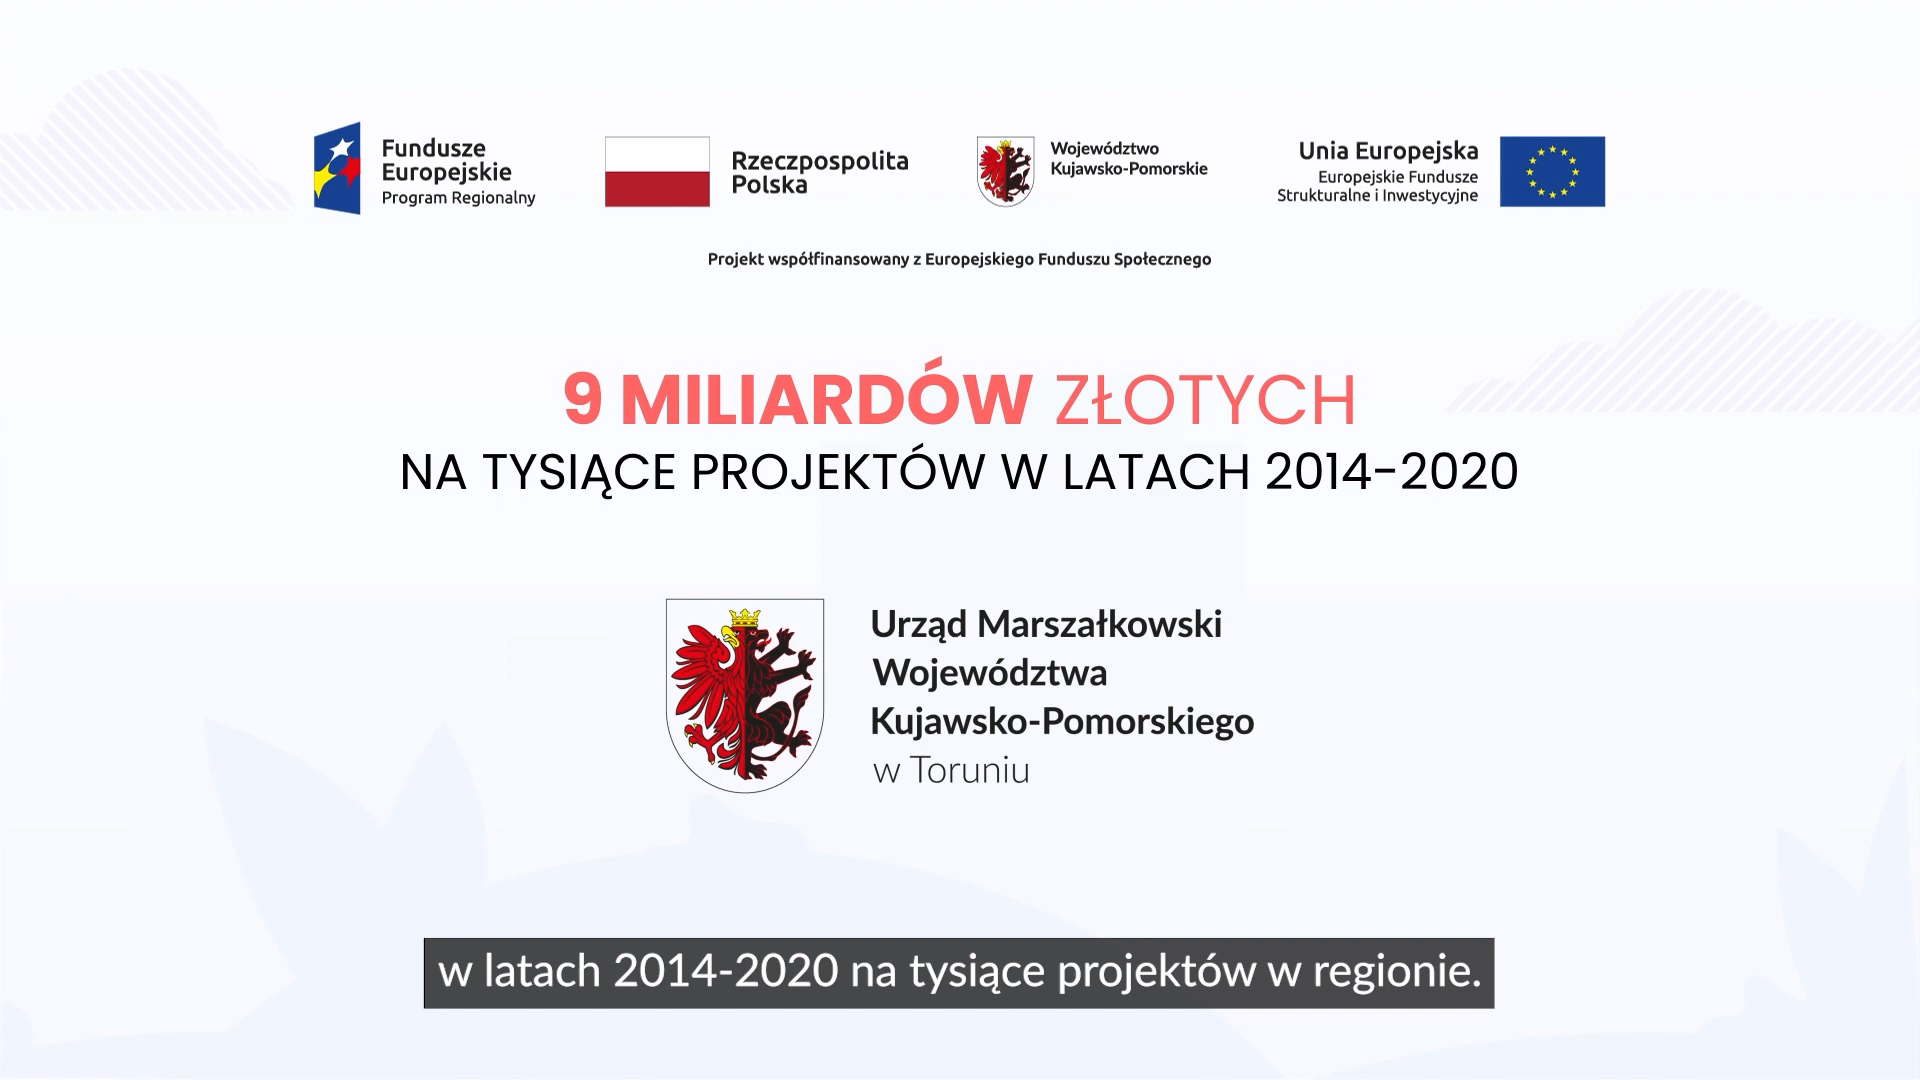 Fundusze
Europejskie
Program Regionalny
Rzeczpospolita
Polska
Województwo
Kujawsko-Pomorskie
Unia Europejska
Europejskie Fundusze
Strukturalne i Inwestycyjne
Projekt współfinansowany z Europejskiego Funduszu Społecznego
9 MILIARDÓW ZŁOTYCH
NA TYSIĄCE PROJEKTÓW W LATACH 2014-2020
Urząd Marszałkowski
Województwa
Kujawsko-Pomorskiego
w Toruniu
w latach 2014-2020 na tysiące projektów w regionie.